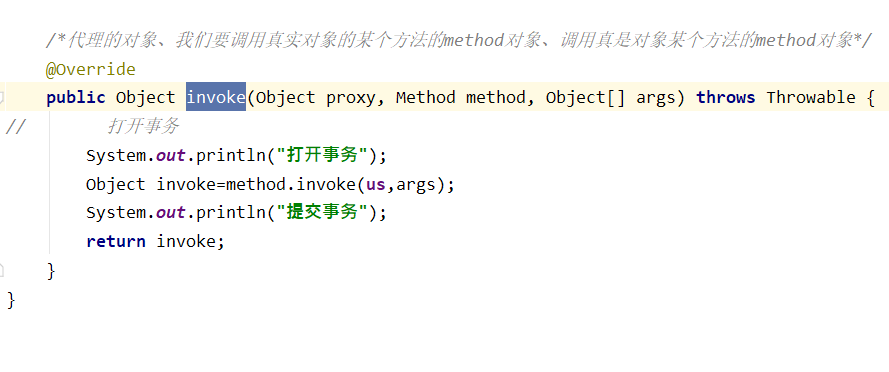 /*代理的对象、我们要调用真实对象的某个方法的method对象、调用真是对象某个方法的method对象*/
@Override
public Object invoke(Object proxy, Method method, Object[] args) throws Throwable {
// 打开事务
System.out.println("打开事务");
Object invoke=method.invoke(us,args);
System.out.println("提交事务");
return invoke;
}
}